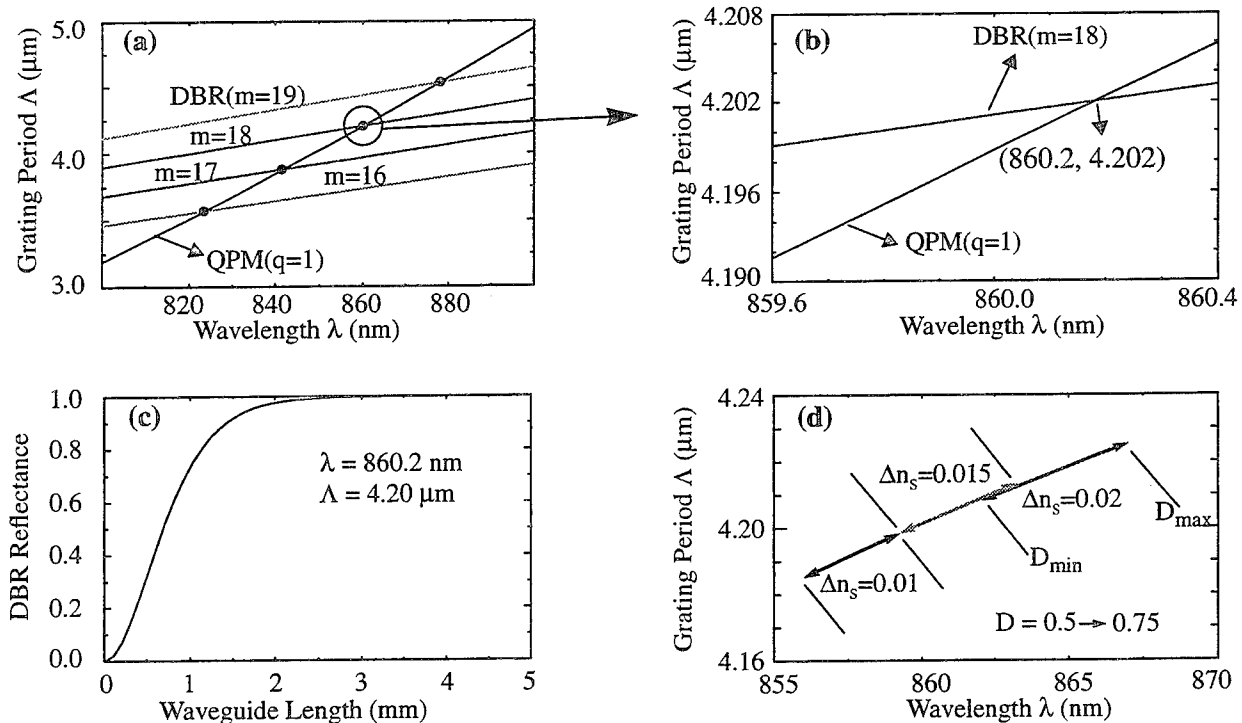 (a)
5.0
4.0
3.0
Grating Period Λ (μm)
DBR(m=19)
m=18
m=17
m=16
QPM(q=1)
820 840 860 880
Wavelength λ (nm)
(b)
4.208
4.202
4.196
4.190
Grating Period Λ (μm)
DBR(m=18)
(860.2, 4.202)
QPM(q=1)
859.6 860.0 860.4
Wavelength λ (nm)
(c)
1.0
0.8
0.6
0.4
0.2
0.0
DBR Reflectance
λ = 860.2 nm
Λ = 4.20 μm
0 1 2 3 4 5
Waveguide Length (mm)
(d)
4.24
4.20
4.16
Grating Period Λ (μm)
Δns=0.015
Δns=0.02
Dmax
Dmin
Δns=0.01
D = 0.5→0.75
855 860 865 870
Wavelength λ (nm)